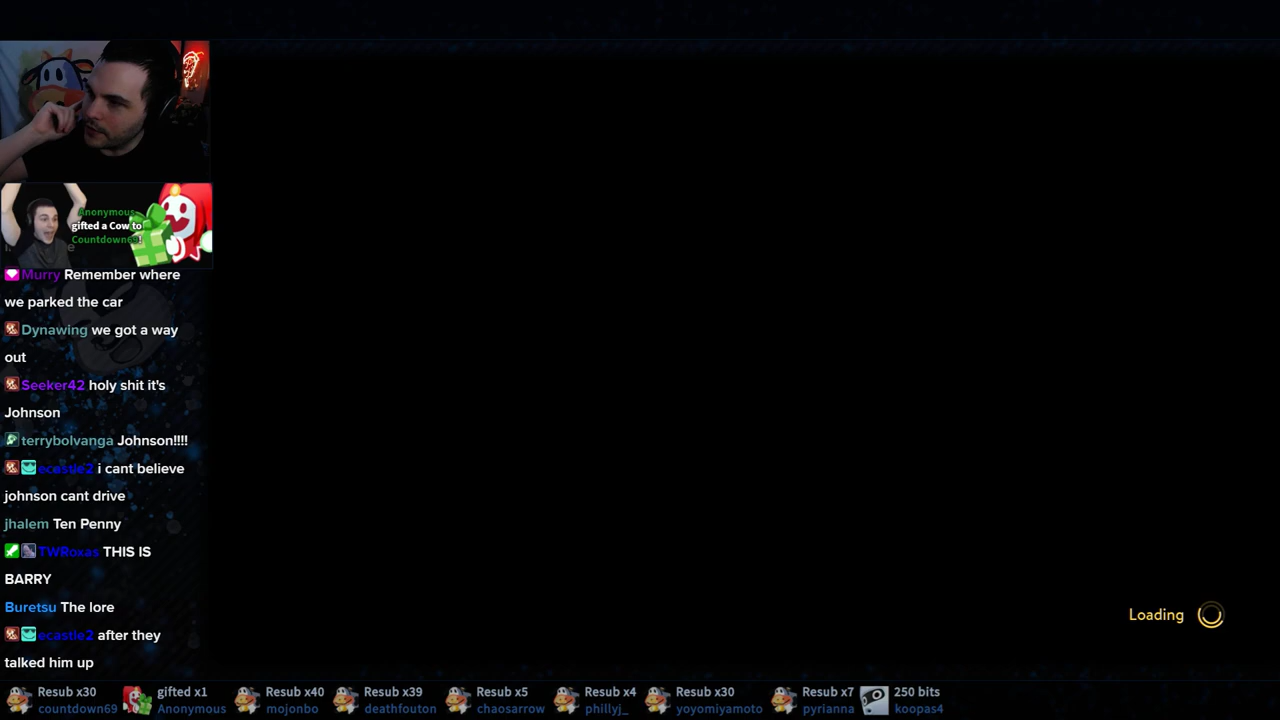 Anonymous
gifted a Cow to
Countdown69!
Murry Remember where
we parked the car
Dynawing we got a way
out
Seeker42 holy shit it's
Johnson
terrybolvanga Johnson!!!!
ecastle2 i cant believe
johnson cant drive
jhalem Ten Penny
TWRoxas THIS IS
BARRY
Buretsu The lore
ecastle2 after they
talked him up
Loading
Resub x30
countdown69
gifted x1
Anonymous
Resub x40
mojonbo
Resub x39
deathfouton
Resub x5
chaosarrow
Resub x4
phillyj_
Resub x30
yoyomiyamoto
Resub x7
pyrianna
250 bits
koopas4